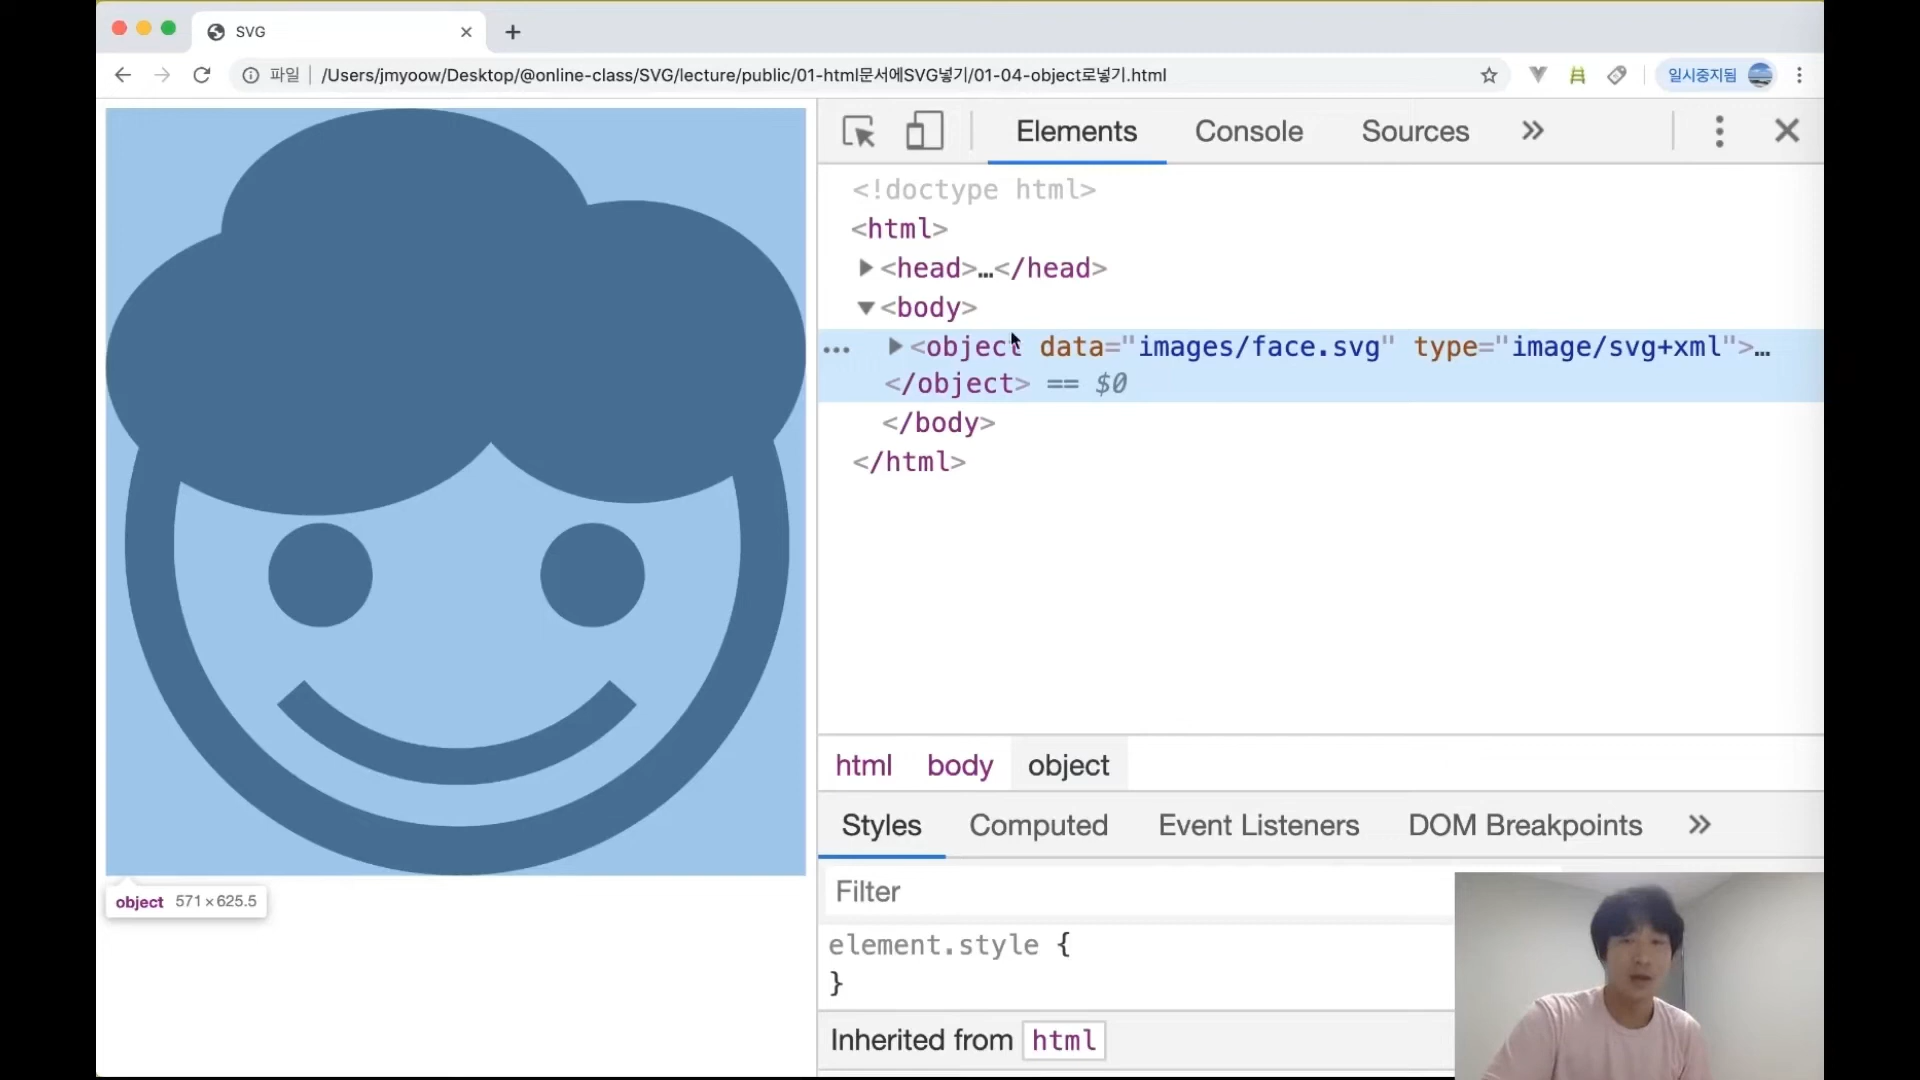 SVG
파일 /Users/jmyoow/Desktop/@online-class/SVG/lecture/public/01-html문서에SVG넣기/01-04-object로넣기.html 일시중지됨
Elements Console Sources
<!doctype html>
<html>
<head>…</head>
<body>
<object data="images/face.svg" type="image/svg+xml">…
</object> == $0
</body>
</html>
html body object
Styles Computed Event Listeners DOM Breakpoints
object 571 × 625.5
Filter
element.style {
}
Inherited from html